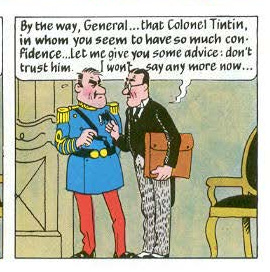 By the way, General... that Colonel Tintin,
in whom you seem to have so much con-
fidence... Let me give you some advice: don't
trust him. I won't say any more now...